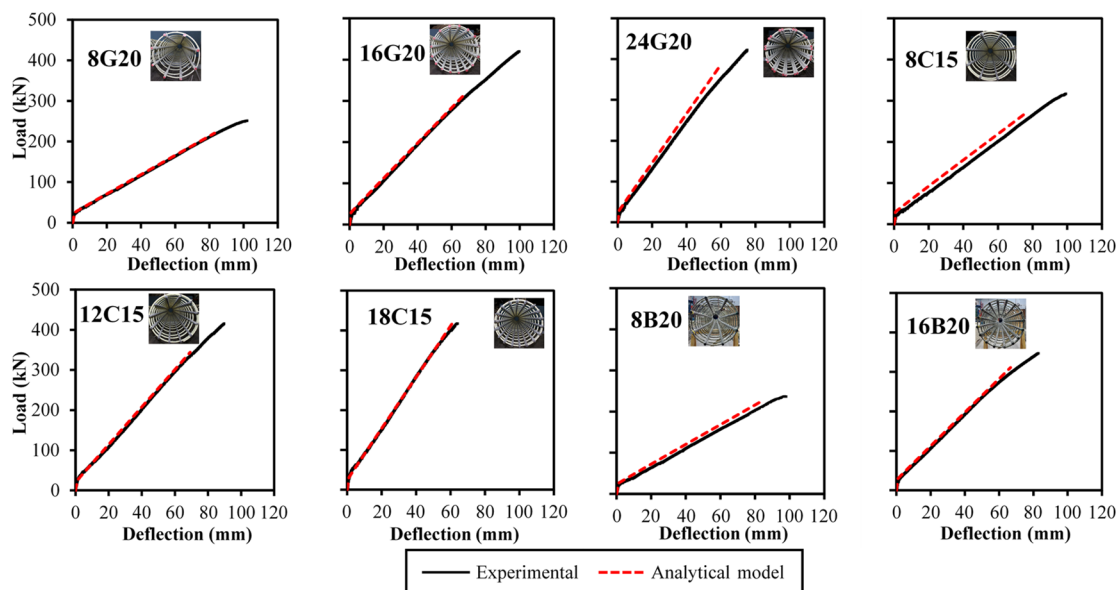 8G20
16G20
24G20
8C15
Load (kN)
500
400
300
200
100
0
0 20 40 60 80 100 120
0 20 40 60 80 100 120
0 20 40 60 80 100 120
0 20 40 60 80 100 120
Deflection (mm)
Deflection (mm)
Deflection (mm)
Deflection (mm)
12C15
18C15
8B20
16B20
Load (kN)
500
400
300
200
100
0
0 20 40 60 80 100 120
0 20 40 60 80 100 120
0 20 40 60 80 100 120
0 20 40 60 80 100 120
Deflection (mm)
Deflection (mm)
Deflection (mm)
Deflection (mm)
Experimental
Analytical model